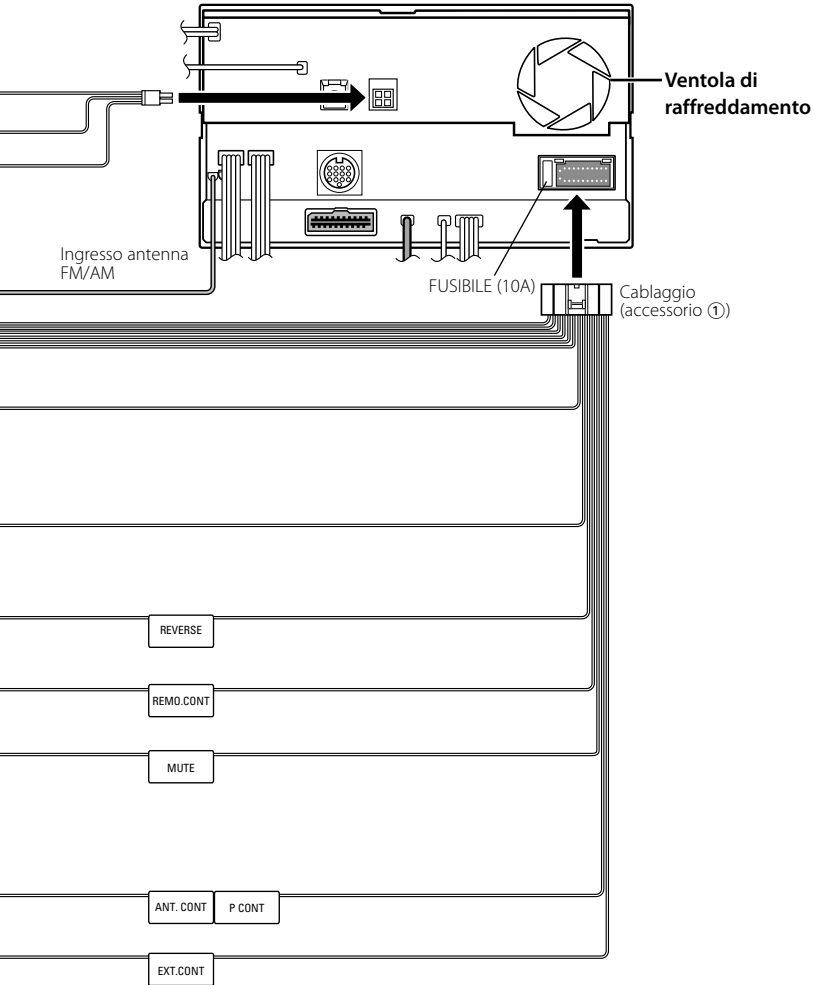 Ventola di
raffreddamento
Ingresso antenna
FM/AM
FUSIBILE (10A)
Cablaggio
(accessorio ①)
REVERSE
REMO.CONT
MUTE
ANT. CONT P CONT
EXT.CONT